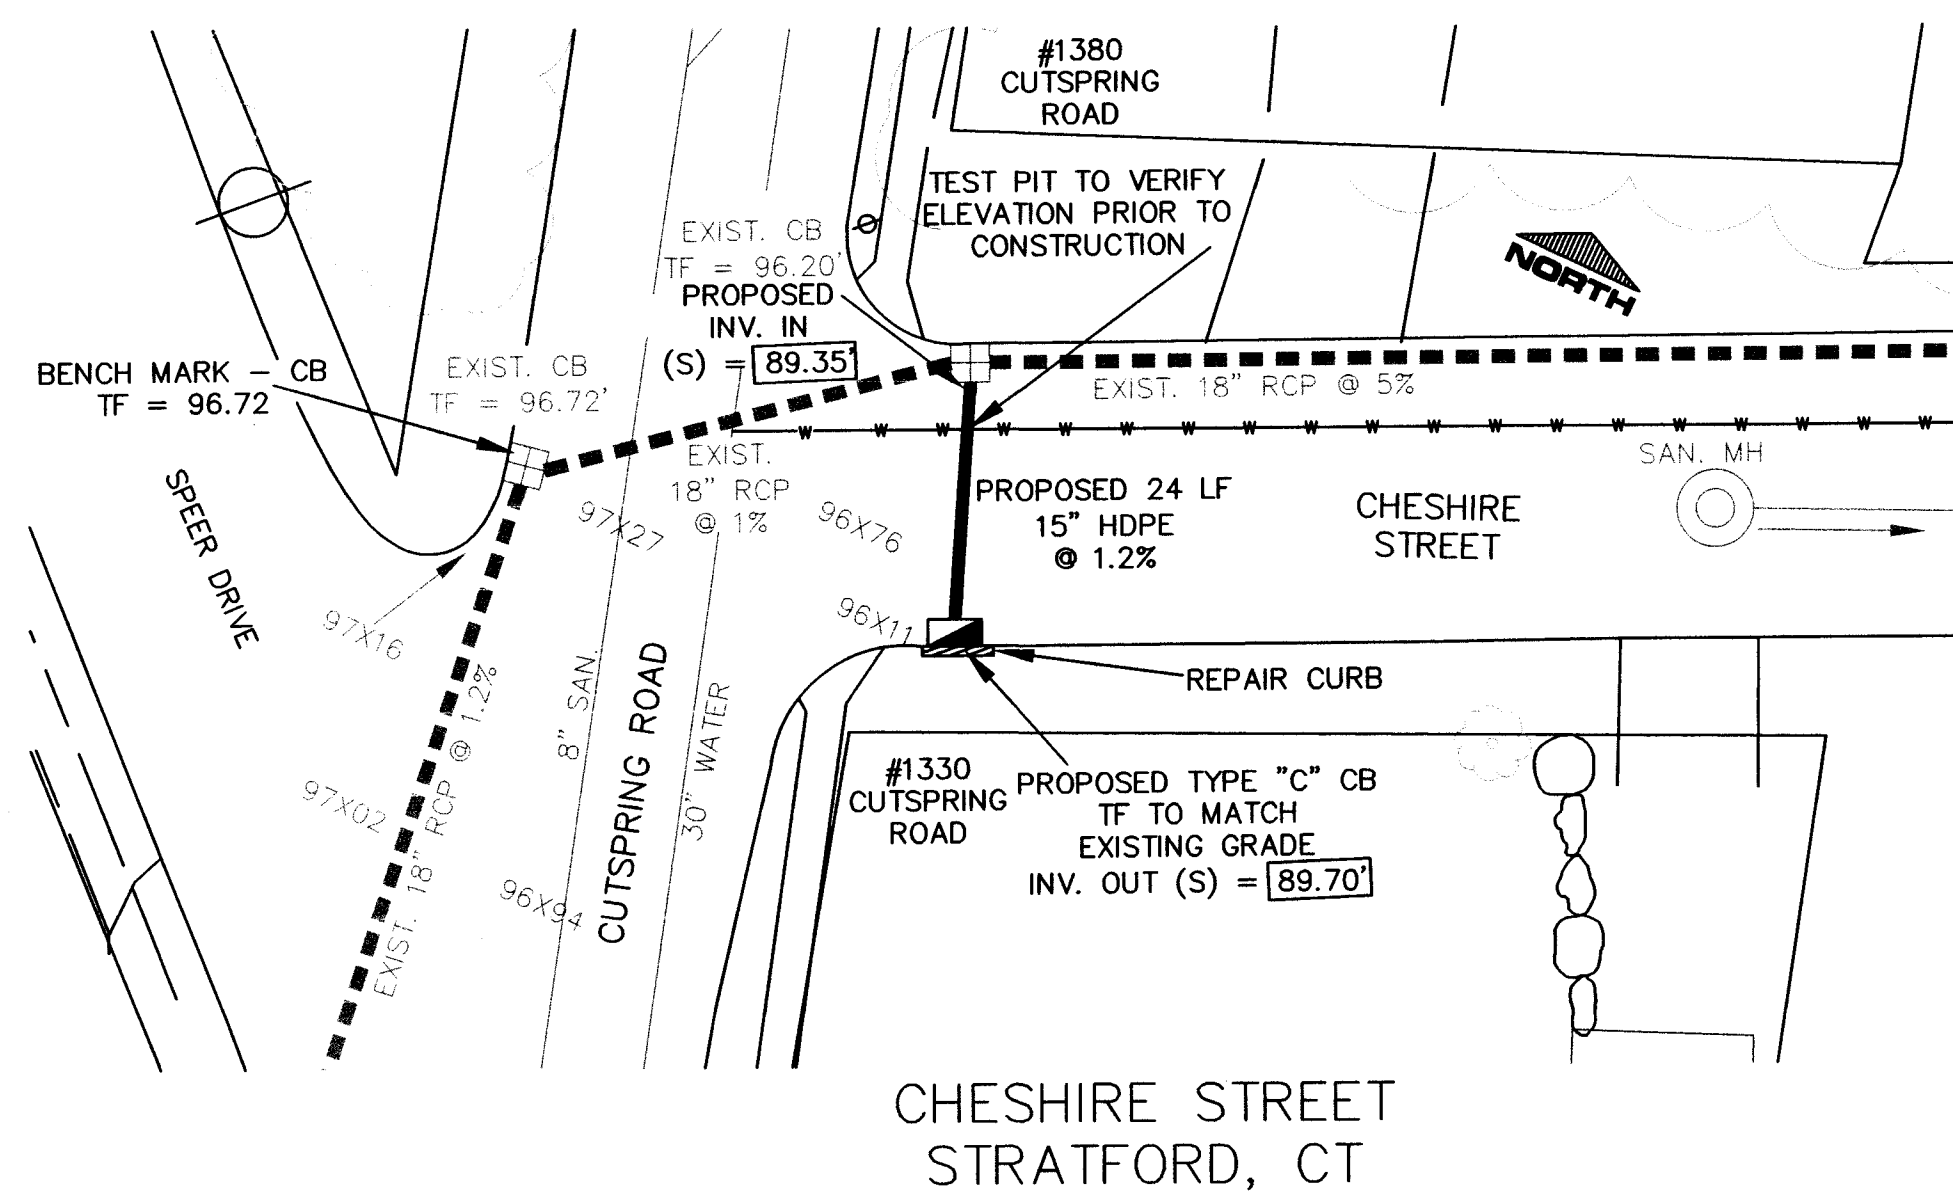 #1380
CUTSPRING
ROAD
TEST PIT TO VERIFY
ELEVATION PRIOR TO
CONSTRUCTION
NORTH
EXIST. CB
TF = 96.20'
PROPOSED
INV. IN
(S) = 89.35'
BENCH MARK - CB
TF = 96.72
EXIST. CB
TF = 96.72'
EXIST. 18" RCP @ 5%
W W W W W W W W W W W W W W W W W W W
EXIST.
18" RCP
@ 1%
SAN. MH
SPEER DRIVE
97X27
96X76
PROPOSED 24 LF
15" HDPE
@ 1.2%
CHESHIRE
STREET
97X16
96X11
REPAIR CURB
8" SAN.
CUTSPRING ROAD
30" WATER
EXIST. 18" RCP @ 1.2%
97X02
96X94
#1330
CUTSPRING
ROAD
PROPOSED TYPE "C" CB
TF TO MATCH
EXISTING GRADE
INV. OUT (S) = 89.70'
CHESHIRE STREET
STRATFORD, CT